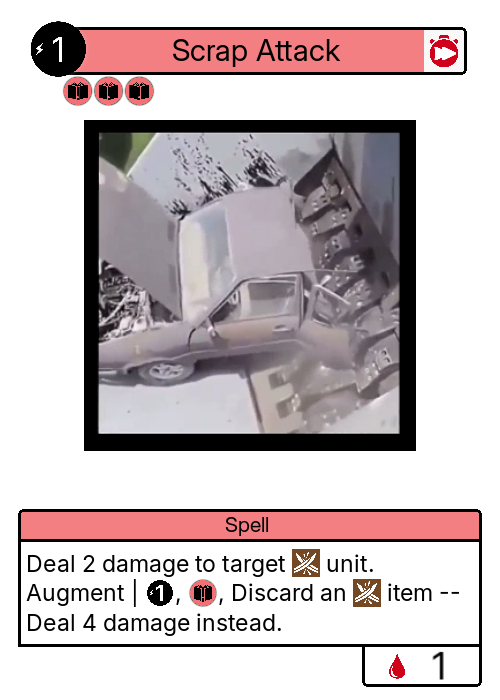 1 Scrap Attack
Spell
Deal 2 damage to target unit.
Augment | 1, , Discard an item --
Deal 4 damage instead.
1